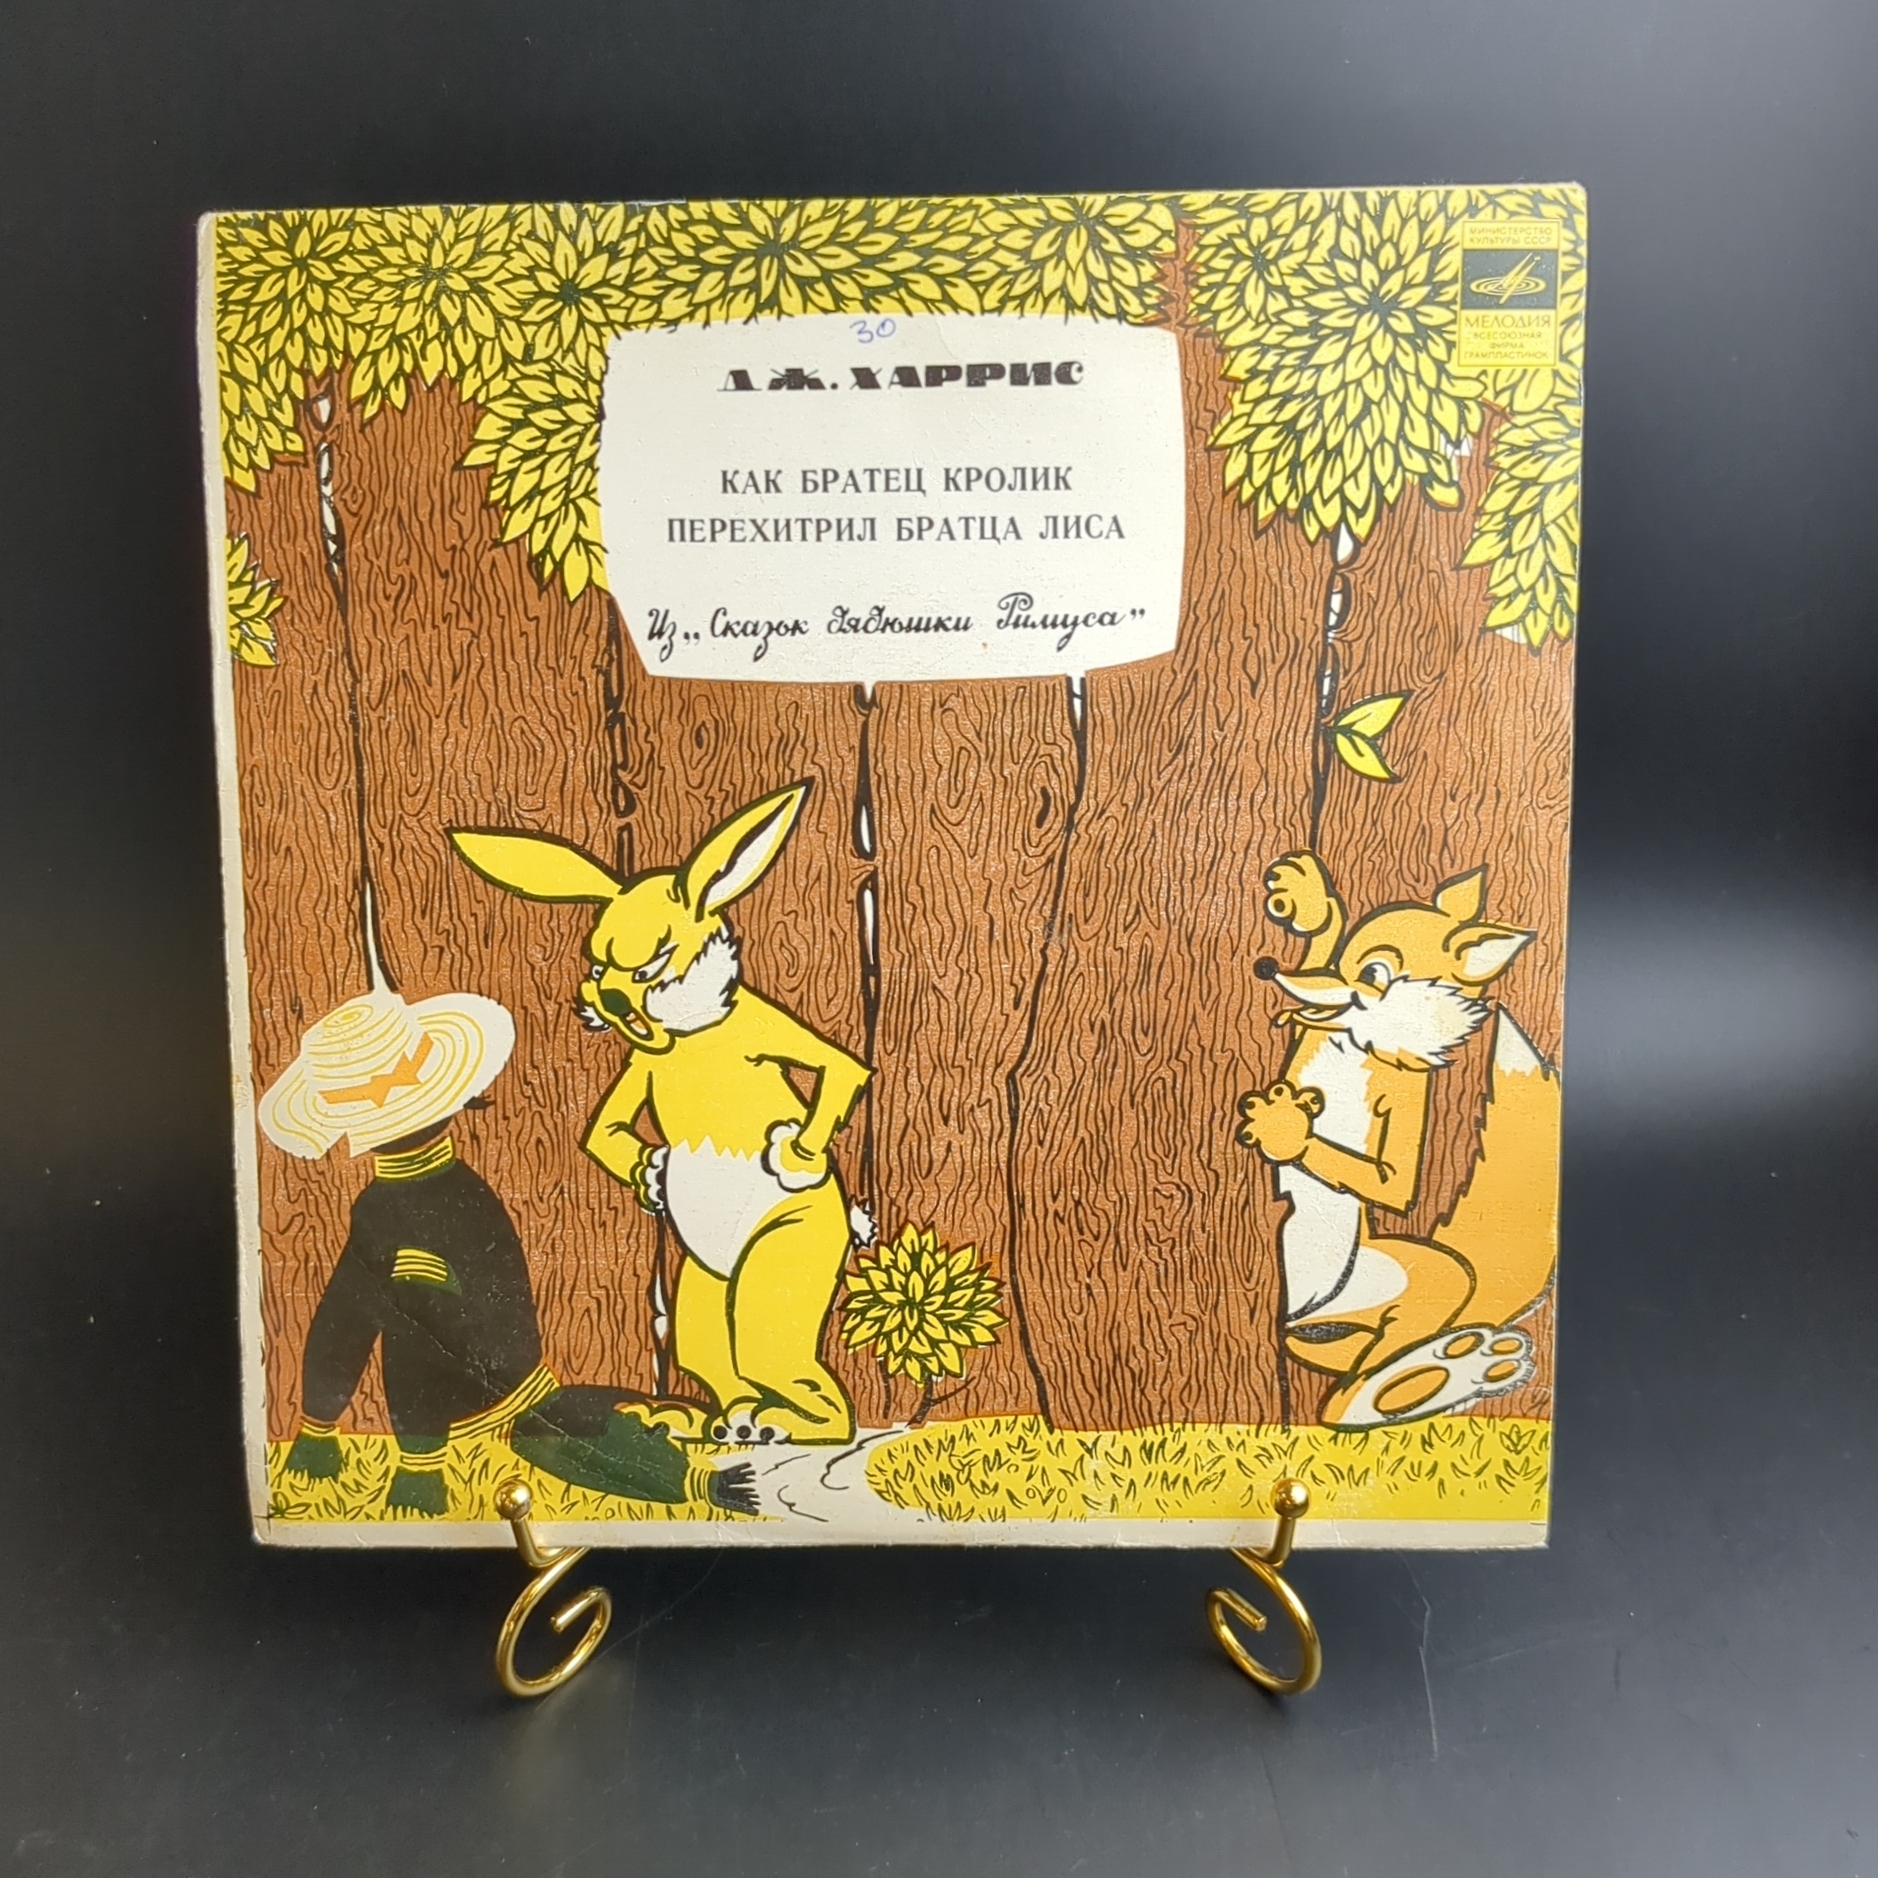 30
ДЖ. ХАРРИС
КАК БРАТЕЦ КРОЛИК
ПЕРЕХИТРИЛ БРАТЦА ЛИСА
Из „Сказок дядюшки Римуса”
МИНИСТЕРСТВО
КУЛЬТУРЫ СССР
МЕЛОДИЯ
ВСЕСОЮЗНАЯ
ФИРМА
ГРАМПЛАСТИНОК